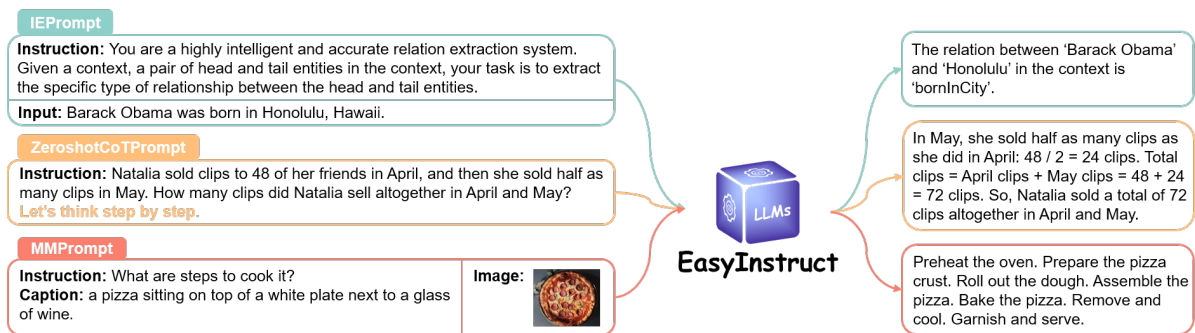 IEPrompt
Instruction: You are a highly intelligent and accurate relation extraction system.
Given a context, a pair of head and tail entities in the context, your task is to extract
the specific type of relationship between the head and tail entities.
Input: Barack Obama was born in Honolulu, Hawaii.
ZeroshotCoTPrompt
Instruction: Natalia sold clips to 48 of her friends in April, and then she sold half as
many clips in May. How many clips did Natalia sell altogether in April and May?
Let's think step by step.
MMPrompt
Instruction: What are steps to cook it?
Caption: a pizza sitting on top of a white plate next to a glass
of wine.
Image:
LLMs
EasyInstruct
The relation between ‘Barack Obama’
and ‘Honolulu’ in the context is
‘bornInCity’.
In May, she sold half as many clips as
she did in April: 48 / 2 = 24 clips. Total
clips = April clips + May clips = 48 + 24
= 72 clips. So, Natalia sold a total of 72
clips altogether in April and May.
Preheat the oven. Prepare the pizza
crust. Roll out the dough. Assemble the
pizza. Bake the pizza. Remove and
cool. Garnish and serve.